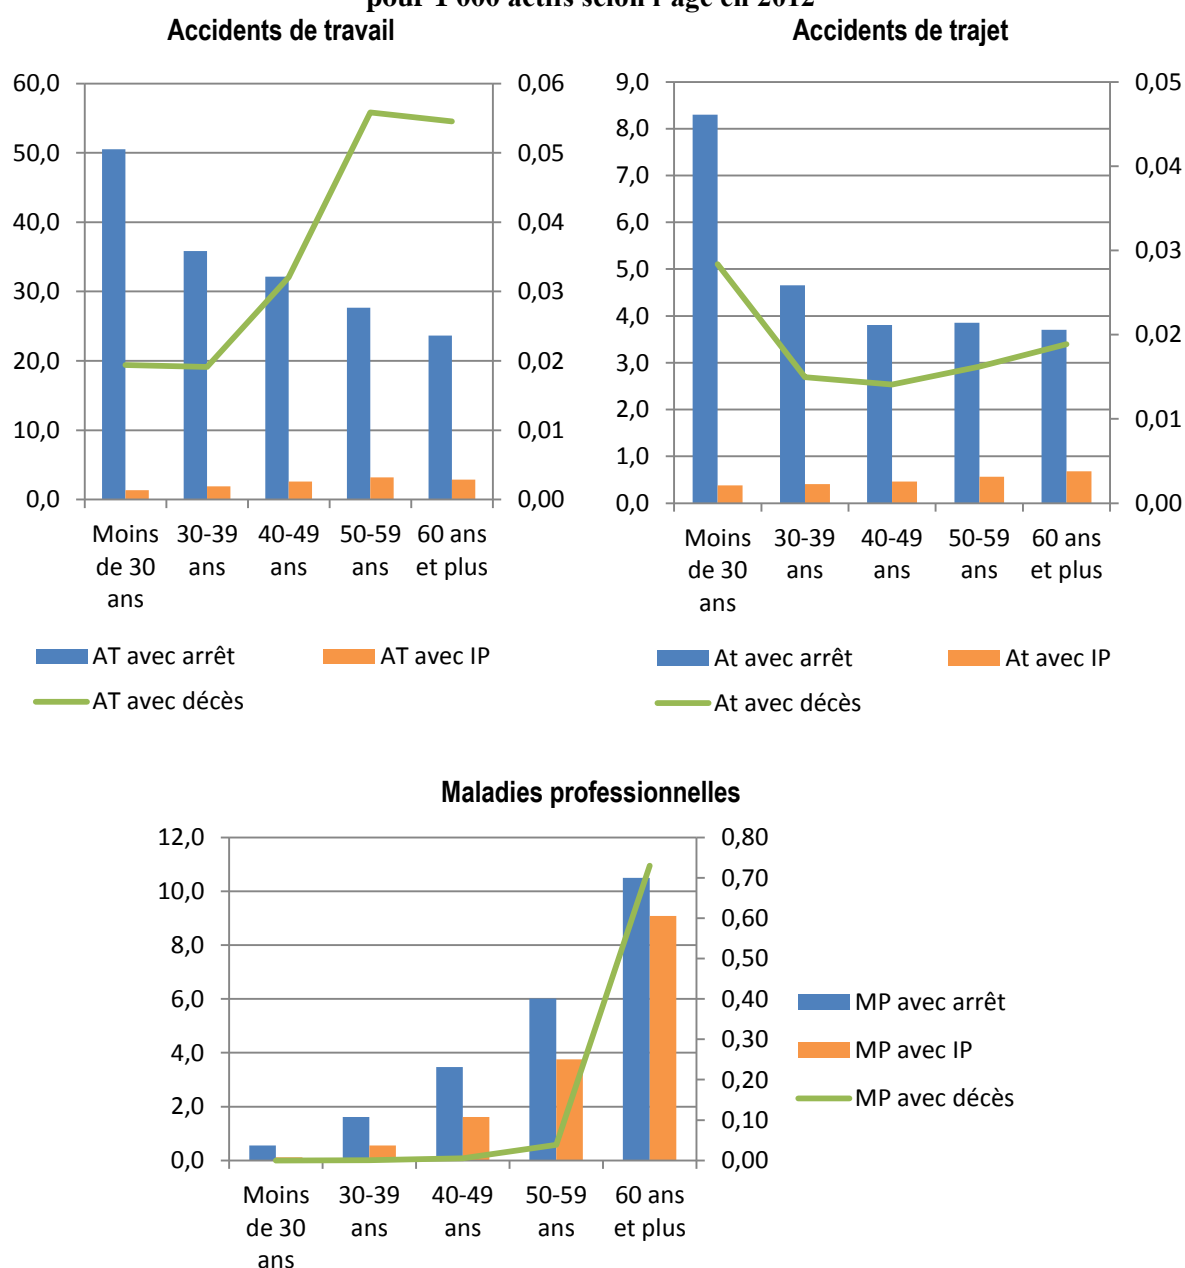 pour 1 000 actifs selon l'âge en 2012
Accidents de travail
60,0
50,0
40,0
30,0
20,0
10,0
0,0
0,06
0,05
0,04
0,03
0,02
0,01
0,00
Moins de 30 ans
30-39 ans
40-49 ans
50-59 ans
60 ans et plus
AT avec arrêt
AT avec IP
AT avec décès
Accidents de trajet
9,0
8,0
7,0
6,0
5,0
4,0
3,0
2,0
1,0
0,0
0,05
0,04
0,03
0,02
0,01
0,00
Moins de 30 ans
30-39 ans
40-49 ans
50-59 ans
60 ans et plus
At avec arrêt
At avec IP
At avec décès
Maladies professionnelles
12,0
10,0
8,0
6,0
4,0
2,0
0,0
0,80
0,70
0,60
0,50
0,40
0,30
0,20
0,10
0,00
Moins de 30 ans
30-39 ans
40-49 ans
50-59 ans
60 ans et plus
MP avec arrêt
MP avec IP
MP avec décès